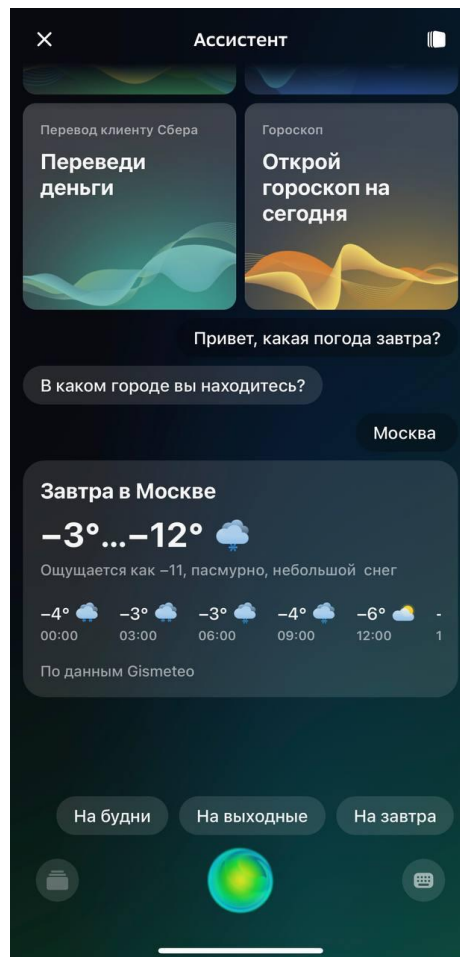 Ассистент
Перевод клиенту Сбера
Переведи
деньги
Гороскоп
Открой
гороскоп на
сегодня
Привет, какая погода завтра?
В каком городе вы находитесь?
Москва
Завтра в Москве
−3°...−12°
Ощущается как −11, пасмурно, небольшой снег
−4° −3° −3° −4° −6° -
00:00 03:00 06:00 09:00 12:00 1
По данным Gismeteo
На будни На выходные На завтра